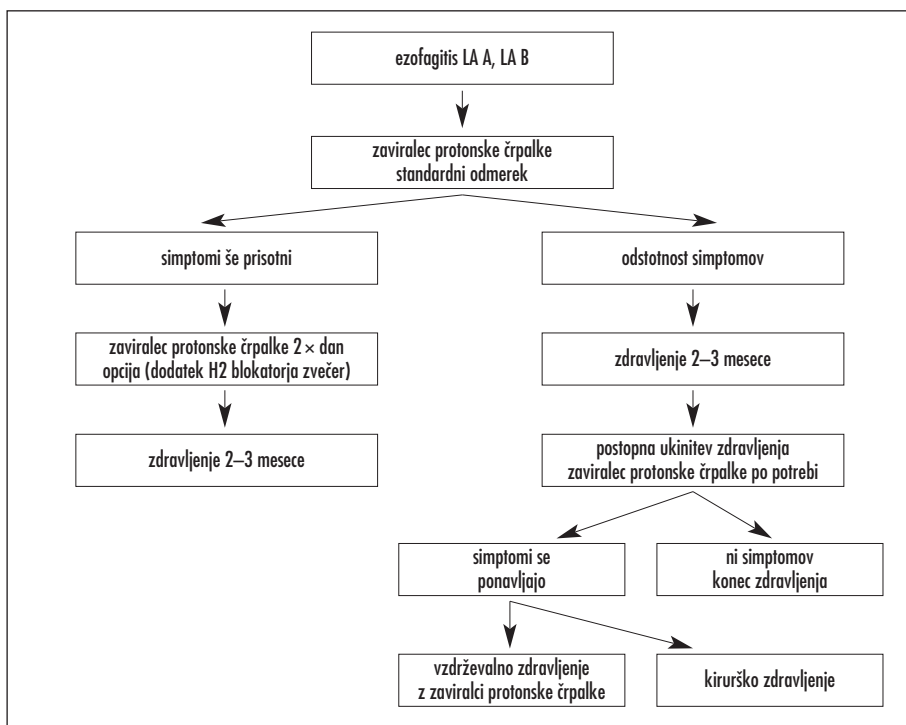 ezofagitis LA A, LA B
zaviralec protonske črpalke
standardni odmerek
simptomi še prisotni
odstotnost simptomov
zaviralec protonske črpalke 2 × dan
opcija (dodatek H2 blokatorja zvečer)
zdravljenje 2–3 mesece
zdravljenje 2–3 mesece
postopna ukinitev zdravljenja
zaviralec protonske črpalke po potrebi
simptomi se
ponavljajo
ni simptomov
konec zdravljenja
vzdrževalno zdravljenje
z zaviralci protonske črpalke
kirurško zdravljenje